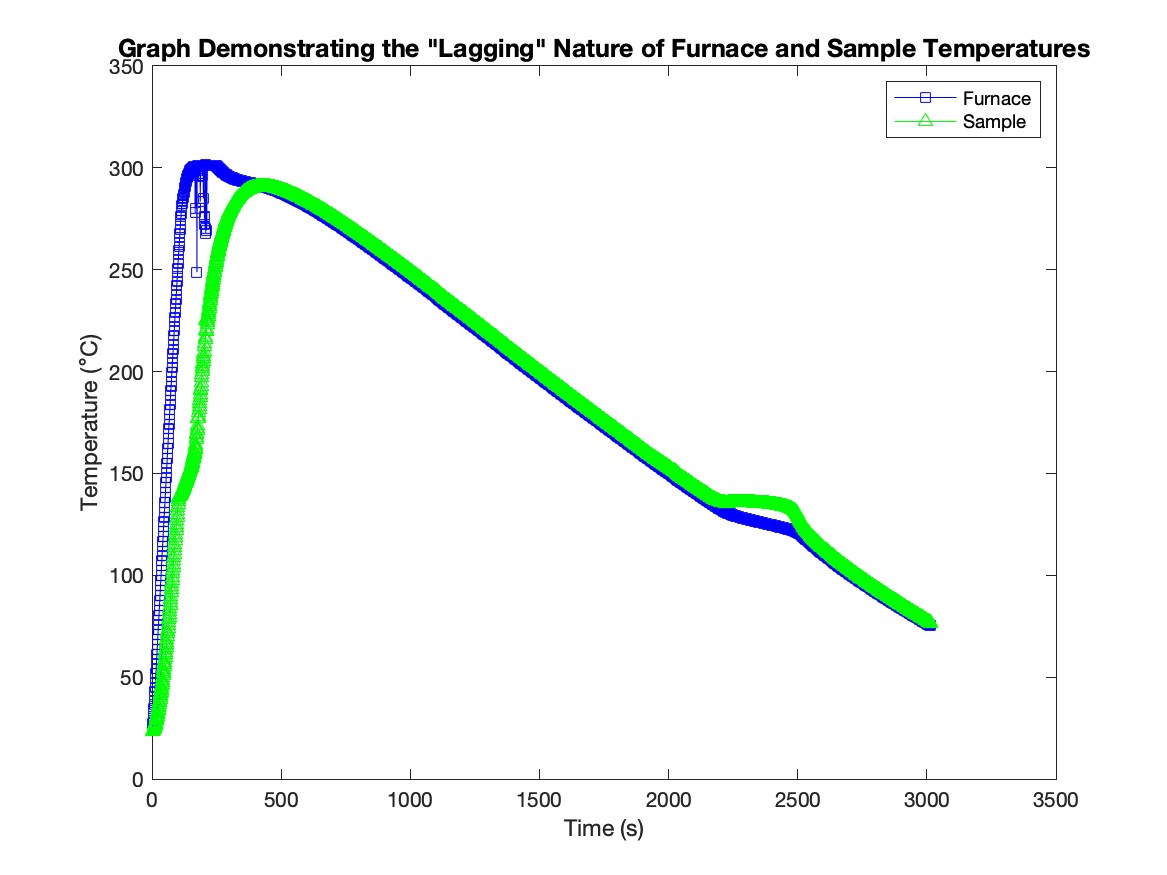 Graph Demonstrating the "Lagging" Nature of Furnace and Sample Temperatures
350
300
250
200
150
100
50
0
Temperature (°C)
Furnace
Sample
0 500 1000 1500 2000 2500 3000 3500
Time (s)